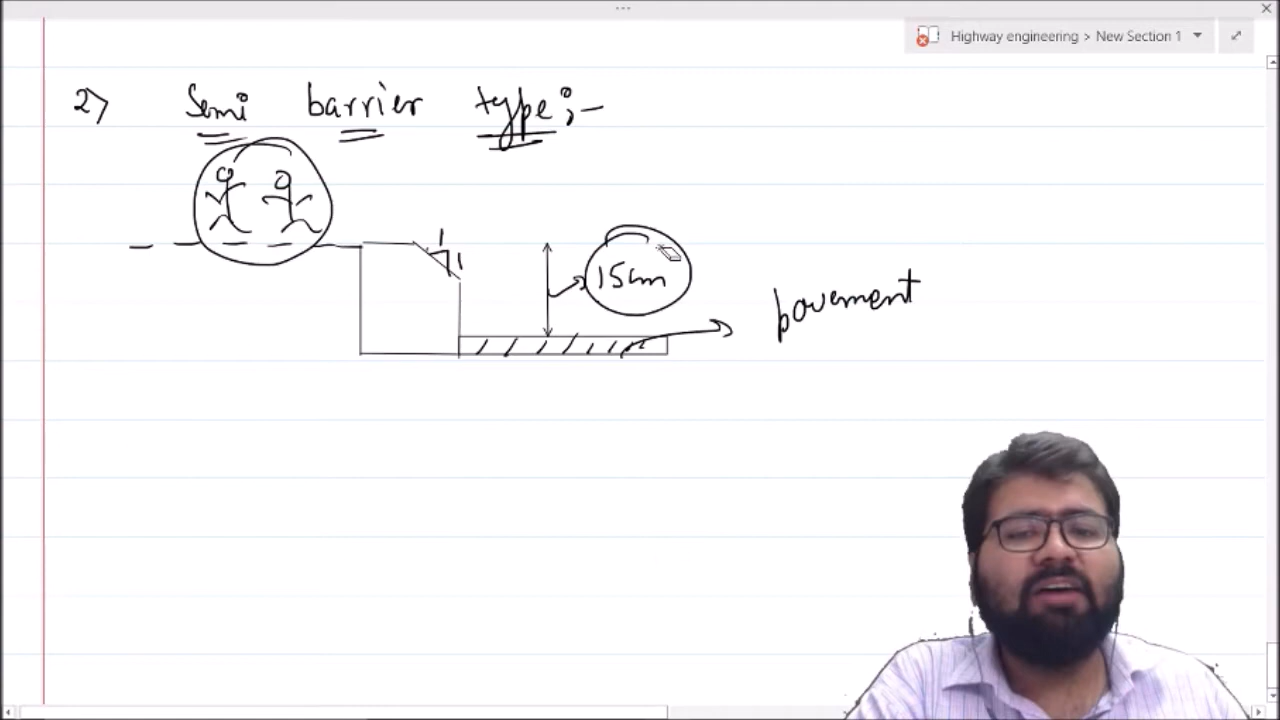 Highway engineering > New Section 1
2) Semi barrier type :-
1
1
15cm
pavement